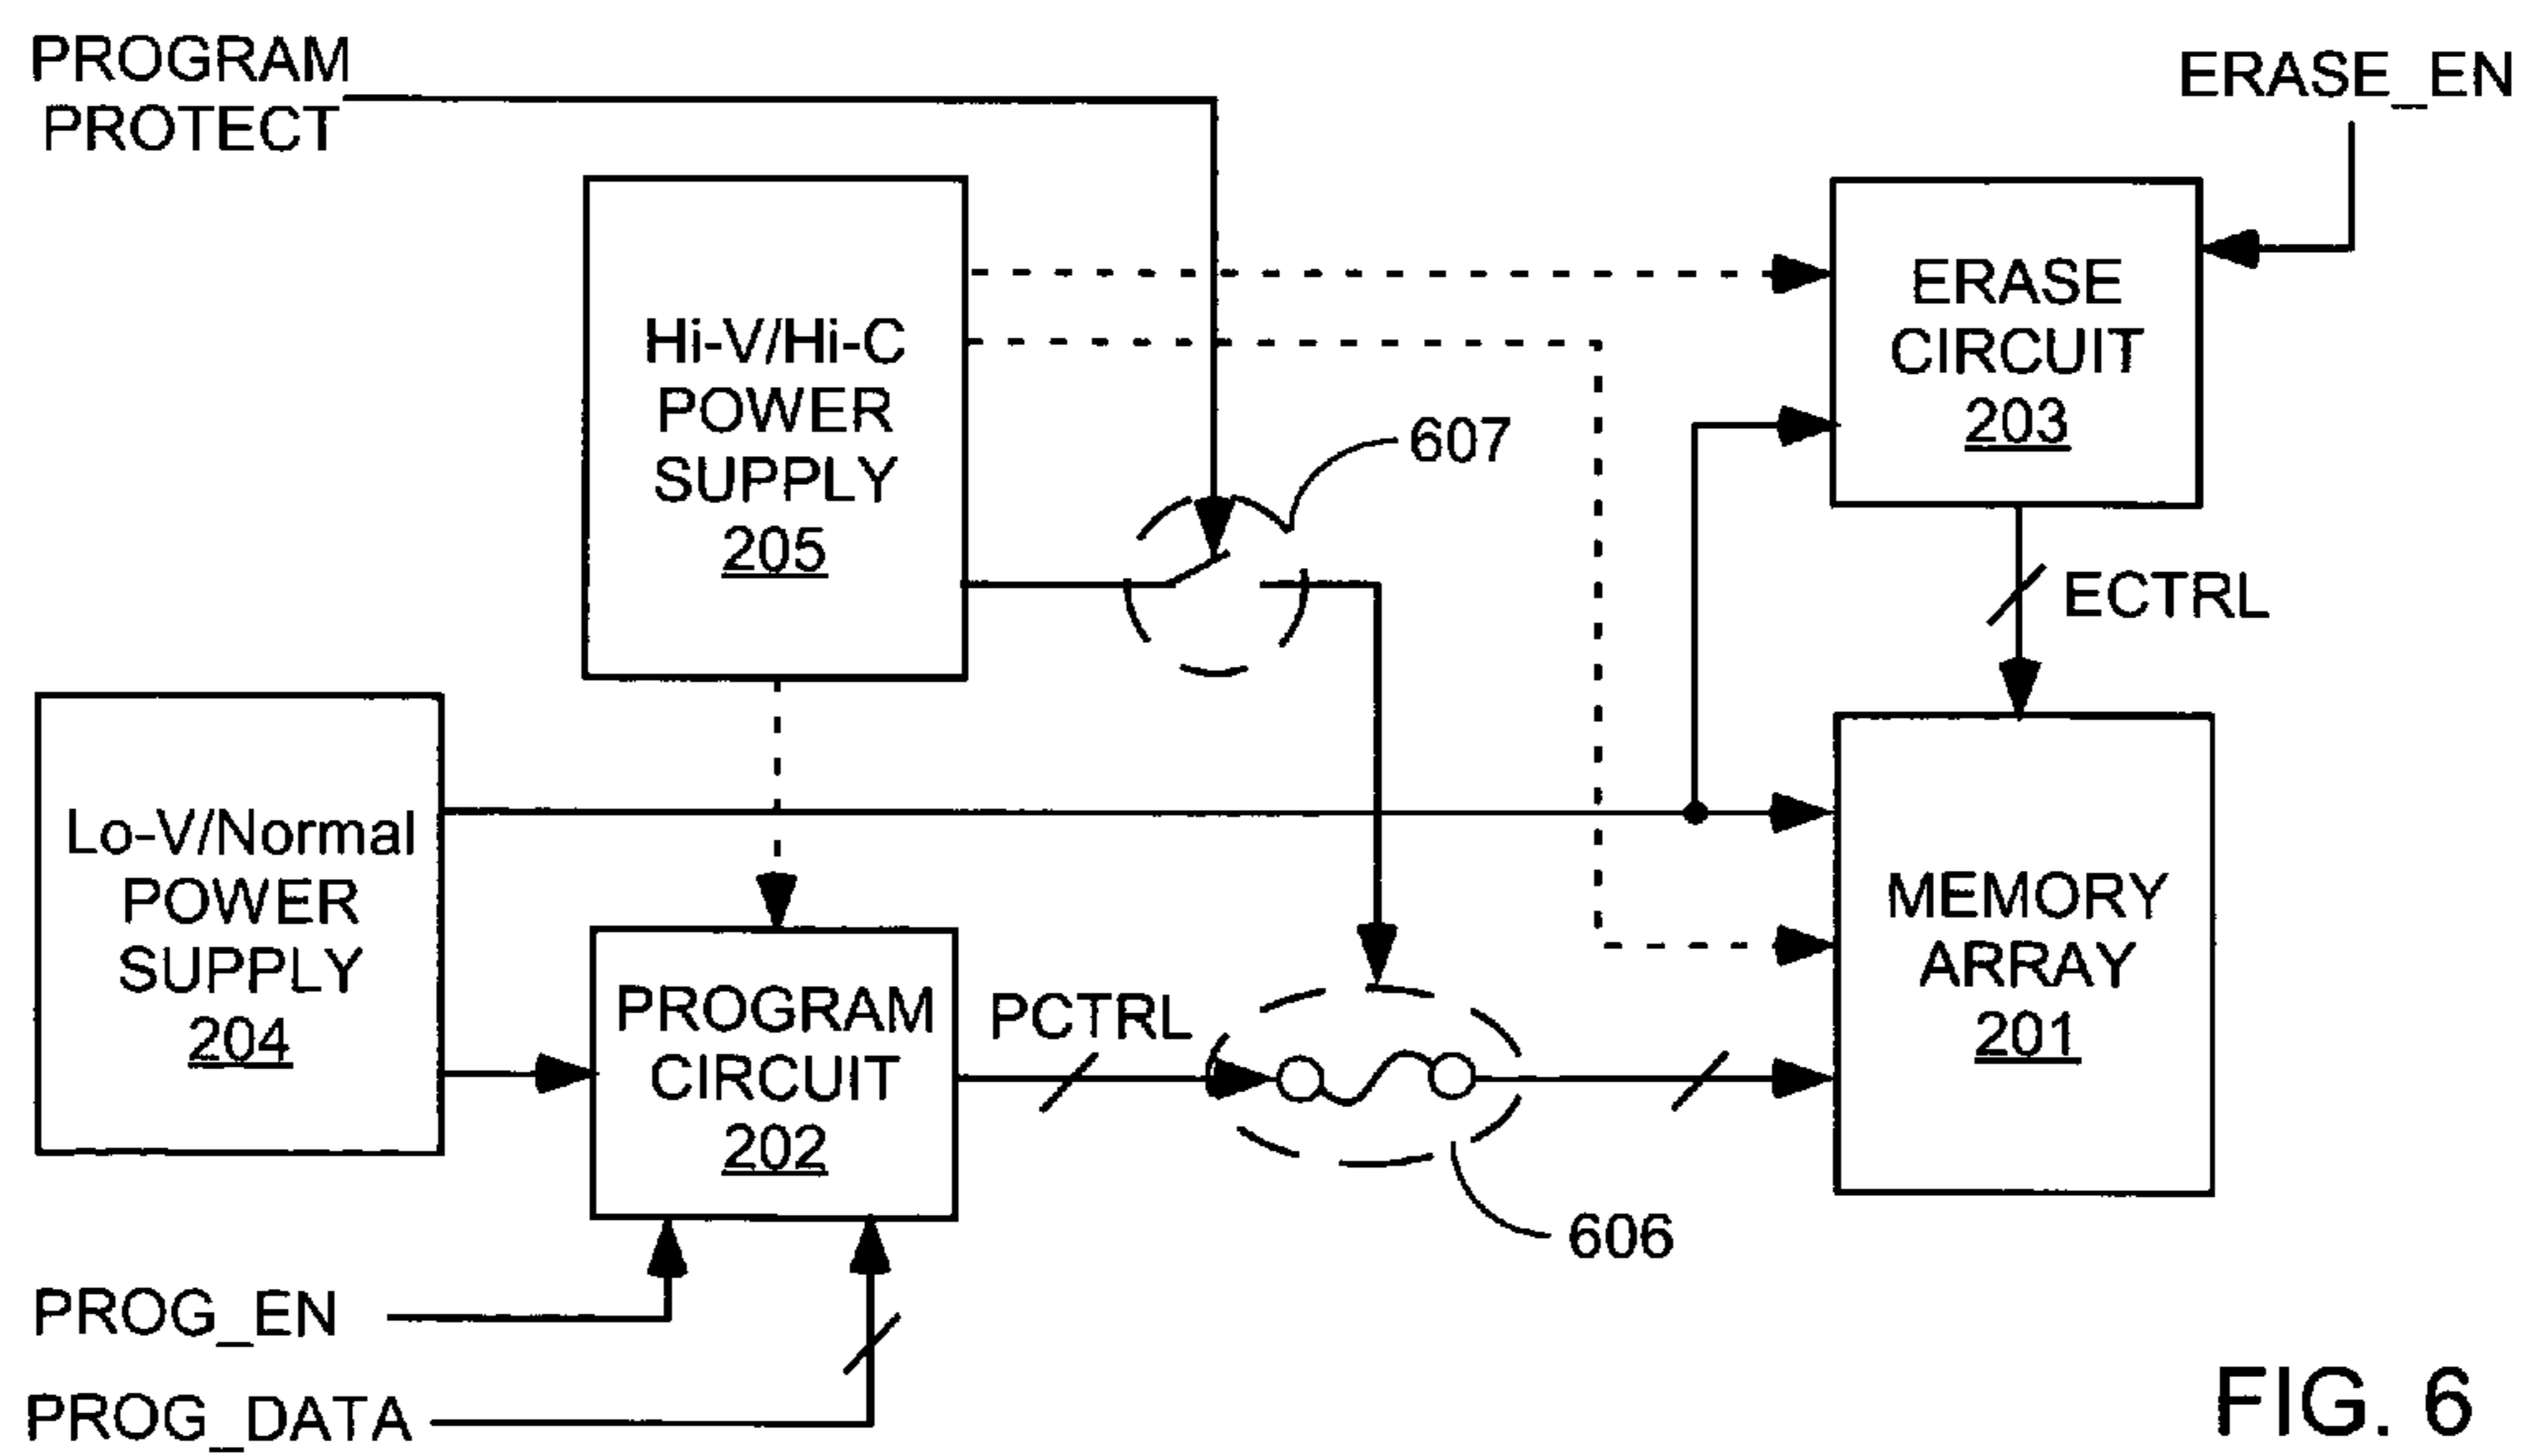 PROGRAM
PROTECT
ERASE_EN
Hi-V/Hi-C
POWER
SUPPLY
205
ERASE
CIRCUIT
203
607
ECTRL
Lo-V/Normal
POWER
SUPPLY
204
PROGRAM
CIRCUIT
202
PCTRL
MEMORY
ARRAY
201
606
PROG_EN
PROG_DATA
FIG. 6